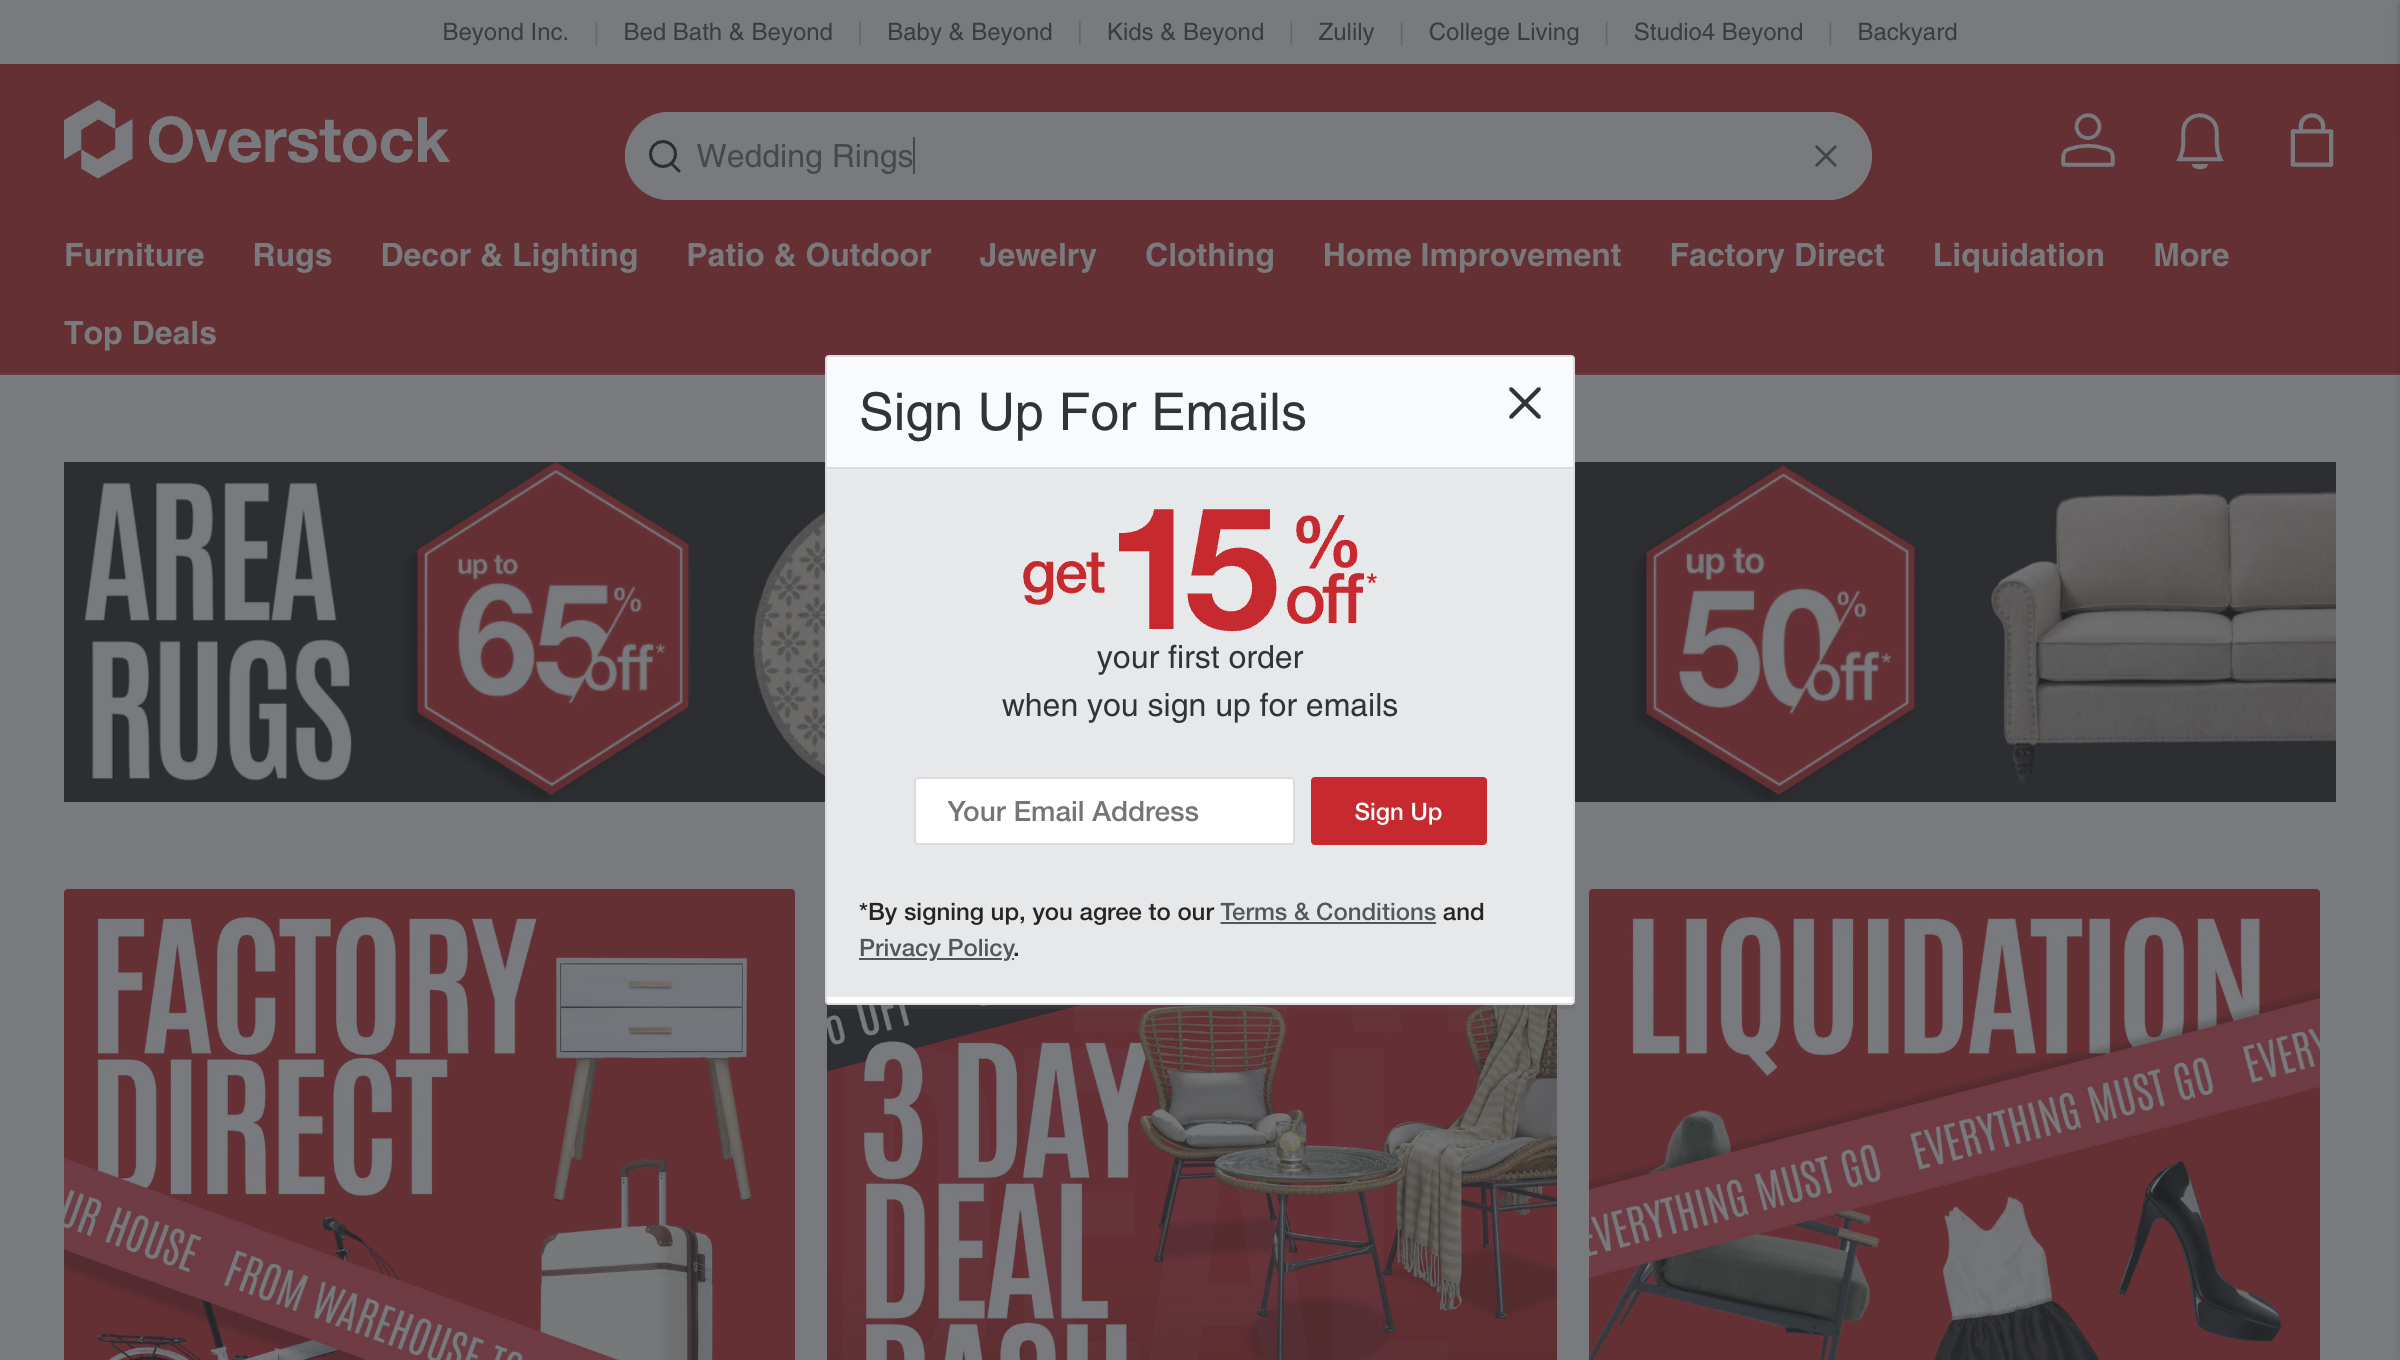 Beyond Inc. | Bed Bath & Beyond | Baby & Beyond | Kids & Beyond | Zulily | College Living | Studio4 Beyond | Backyard
Overstock
Wedding Rings
Furniture Rugs Decor & Lighting Patio & Outdoor Jewelry Clothing Home Improvement Factory Direct Liquidation More
Top Deals
Sign Up For Emails
get 15% off*
your first order
when you sign up for emails
Your Email Address
Sign Up
*By signing up, you agree to our Terms & Conditions and
Privacy Policy.
AREA
RUGS
up to
65% off*
up to
50% off*
FACTORY
DIRECT
UR HOUSE FROM WAREHOUSE TO
% OFF
3 DAY
DEAL
DASH
LIQUIDATION
EVERYTHING MUST GO EVERYTHING MUST GO EVERY